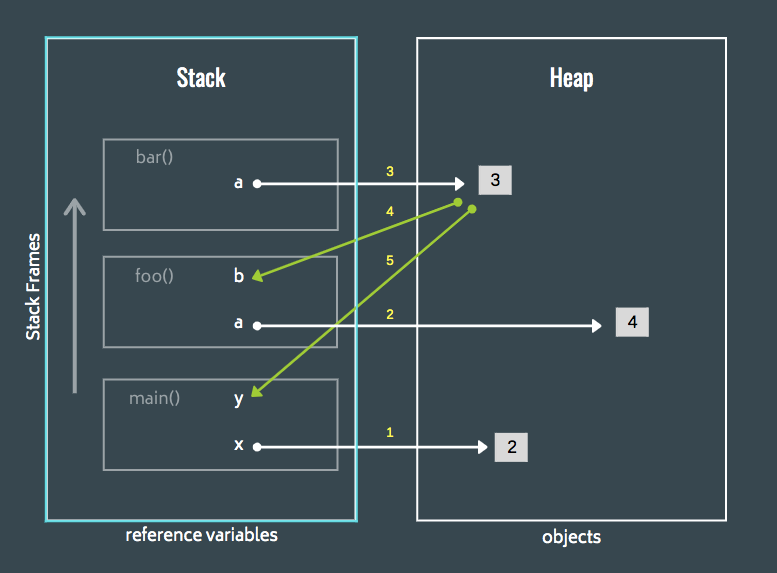 Stack
Heap
bar()
a
3
3
4
foo()
b
5
a
2
4
main()
y
x
1
2
Stack Frames
reference variables
objects